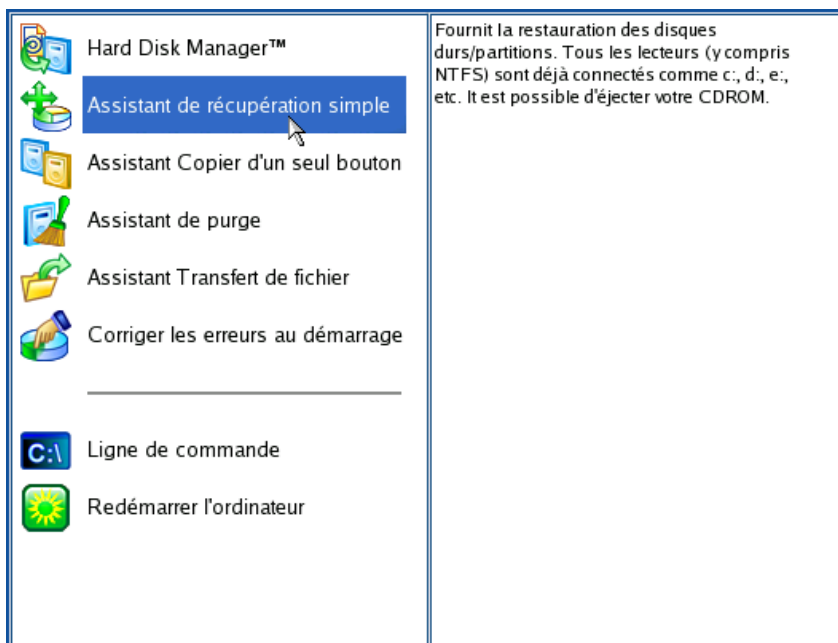 Hard Disk Manager™
Assistant de récupération simple
Assistant Copier d'un seul bouton
Assistant de purge
Assistant Transfert de fichier
Corriger les erreurs au démarrage
C:\
Ligne de commande
Redémarrer l'ordinateur
Fournit la restauration des disques
durs/partitions. Tous les lecteurs (y compris
NTFS) sont déjà connectés comme c:, d:, e:,
etc. It est possible d'éjecter votre CDROM.